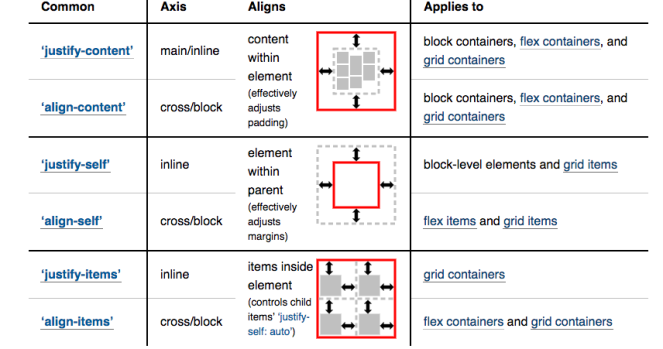 Common Axis Aligns Applies to
‘justify-content’ main/inline
content
within
element
(effectively
adjusts
padding)
block containers, flex containers, and
grid containers
‘align-content’ cross/block
block containers, flex containers, and
grid containers
‘justify-self’ inline
element
within
parent
(effectively
adjusts
margins)
block-level elements and grid items
‘align-self’ cross/block
flex items and grid items
‘justify-items’ inline
items inside
element
(controls child
items’ ‘justify-
self: auto’)
grid containers
‘align-items’ cross/block
flex containers and grid containers